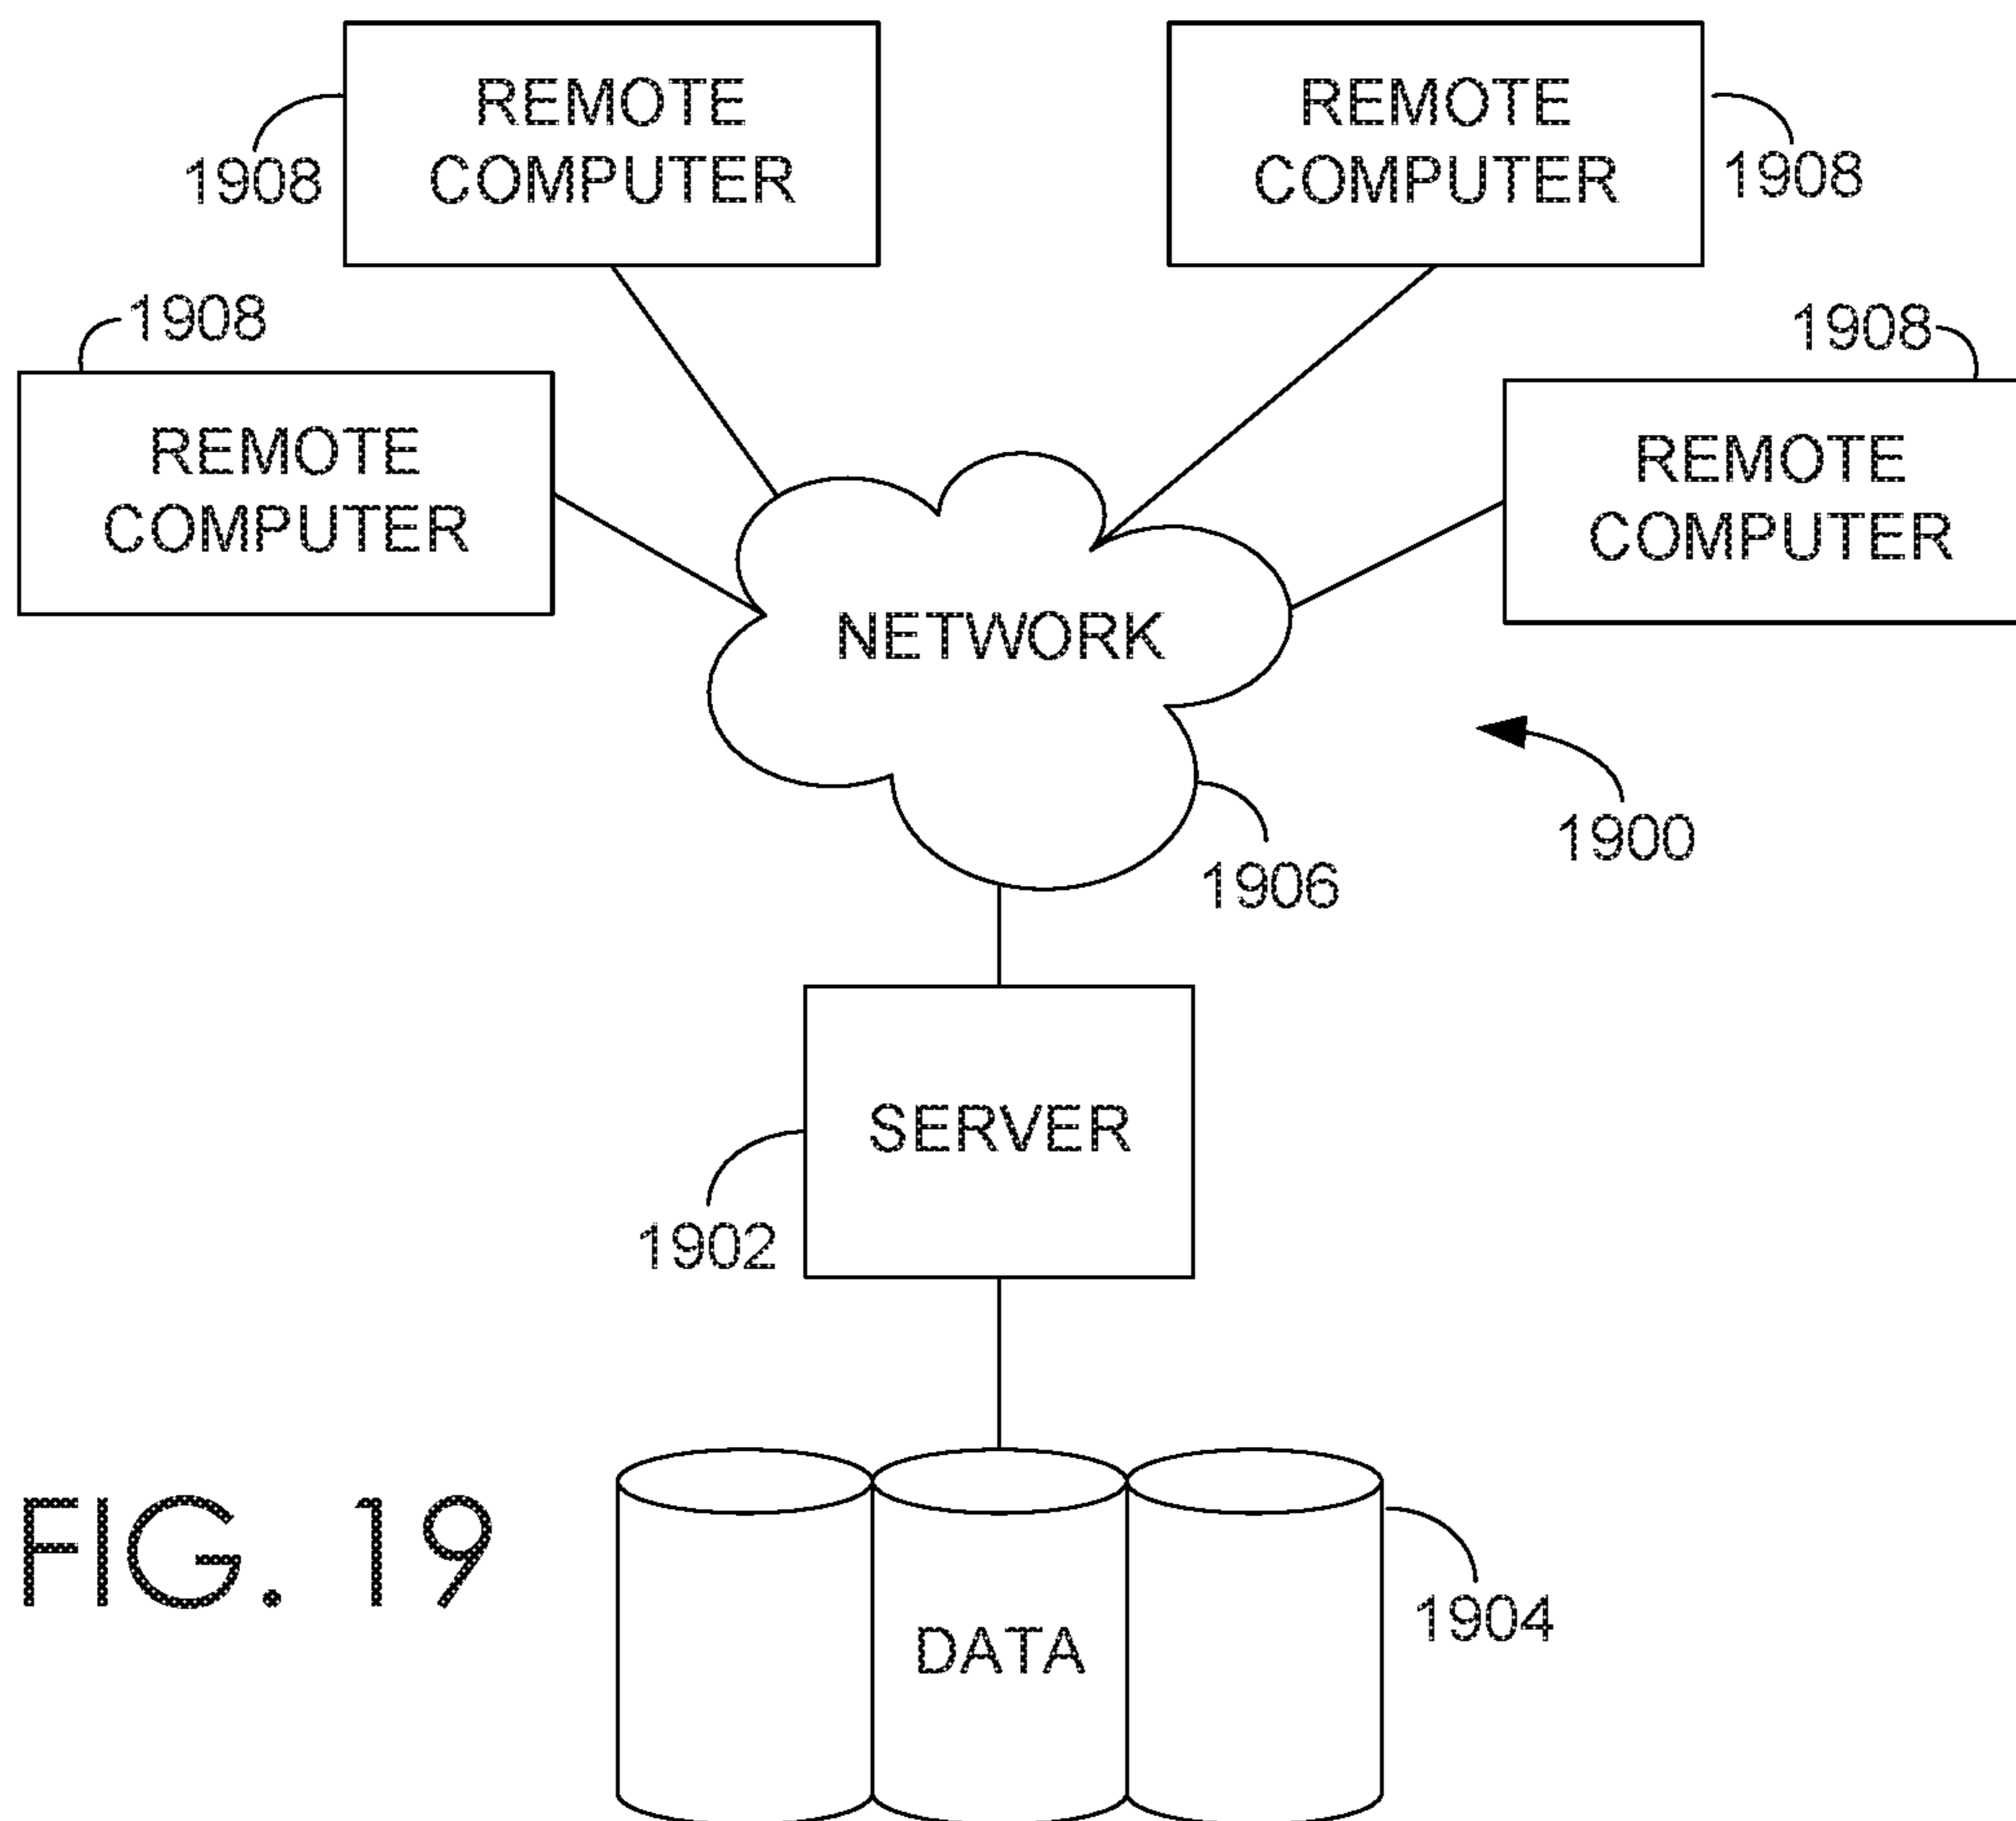 REMOTE
COMPUTER
1908
REMOTE
COMPUTER
1908
1908
REMOTE
COMPUTER
1908
REMOTE
COMPUTER
NETWORK
1900
1906
SERVER
1902
FIG. 19
DATA
1904